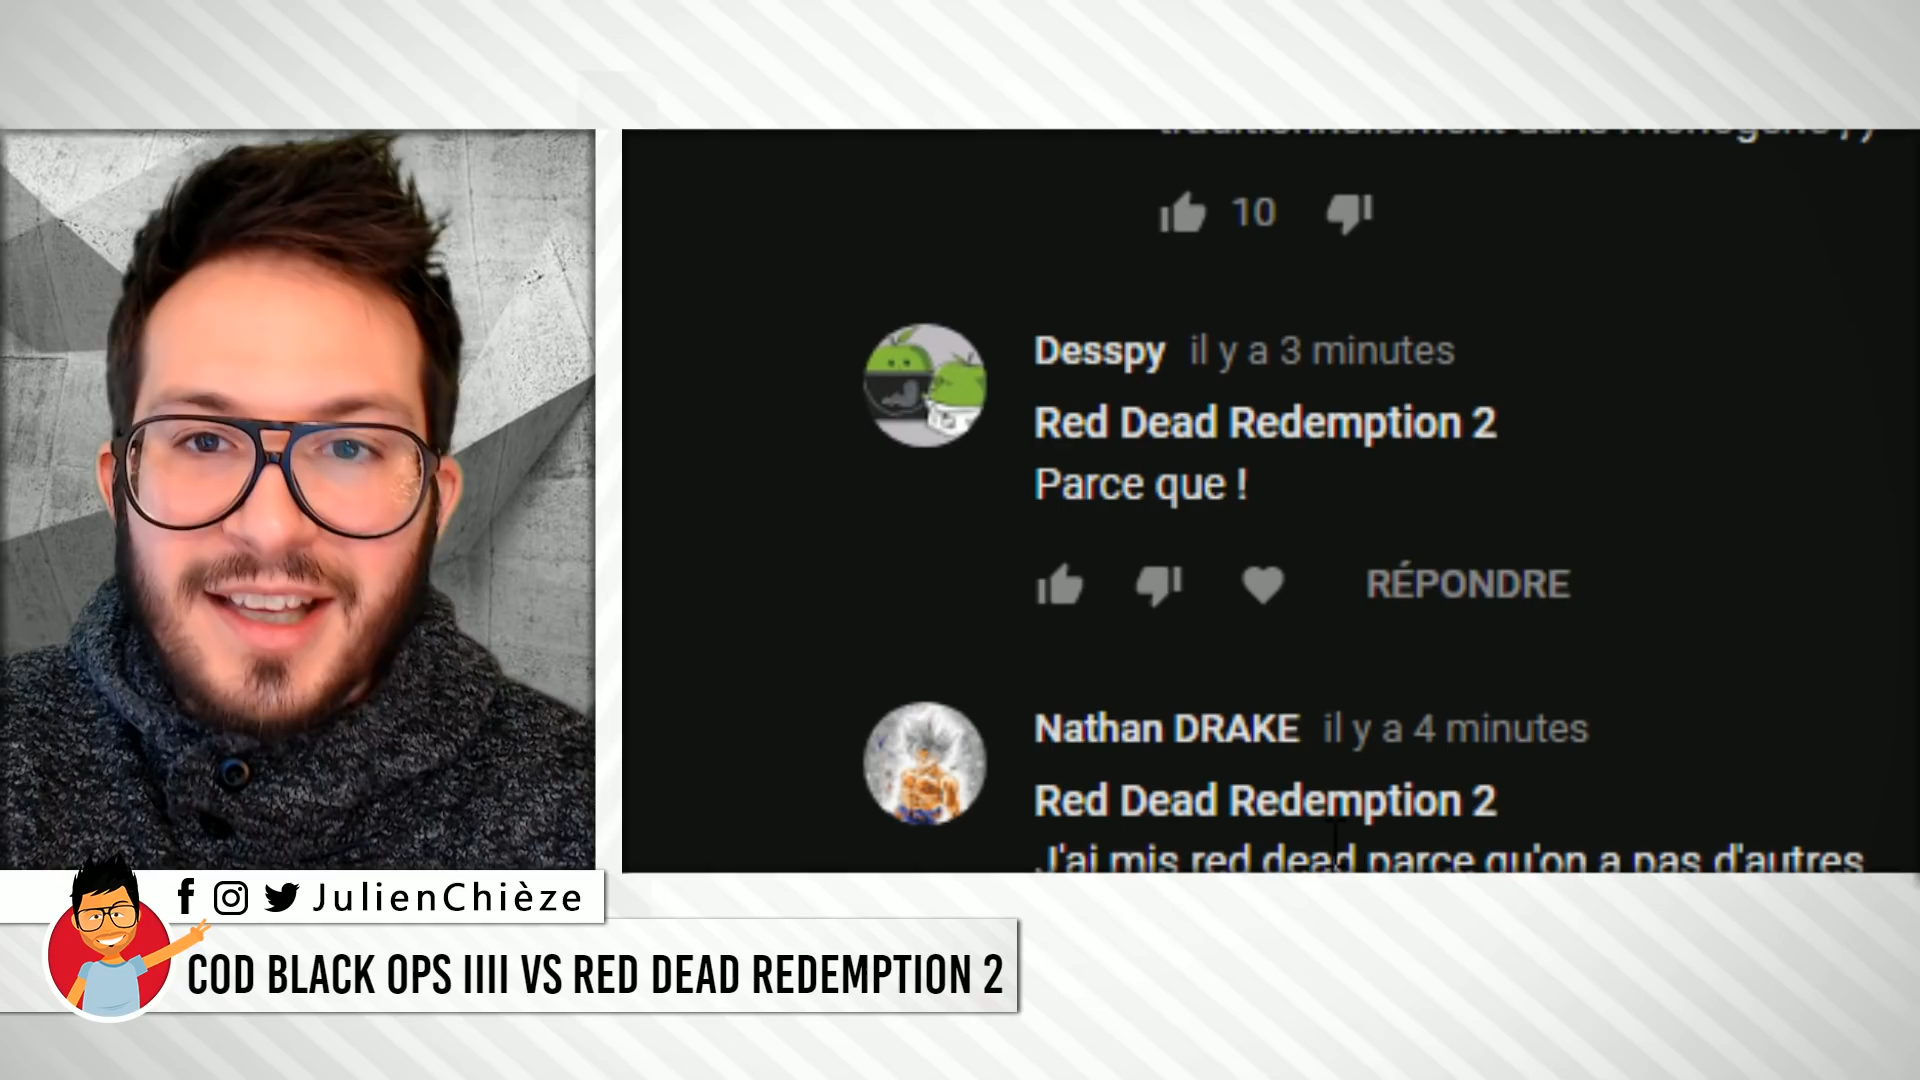 10
Desspy il y a 3 minutes
Red Dead Redemption 2
Parce que !
RÉPONDRE
Nathan DRAKE il y a 4 minutes
Red Dead Redemption 2
J'ai mis red dead parce qu'on a pas d'autres
JulienChièze
COD BLACK OPS IIII VS RED DEAD REDEMPTION 2